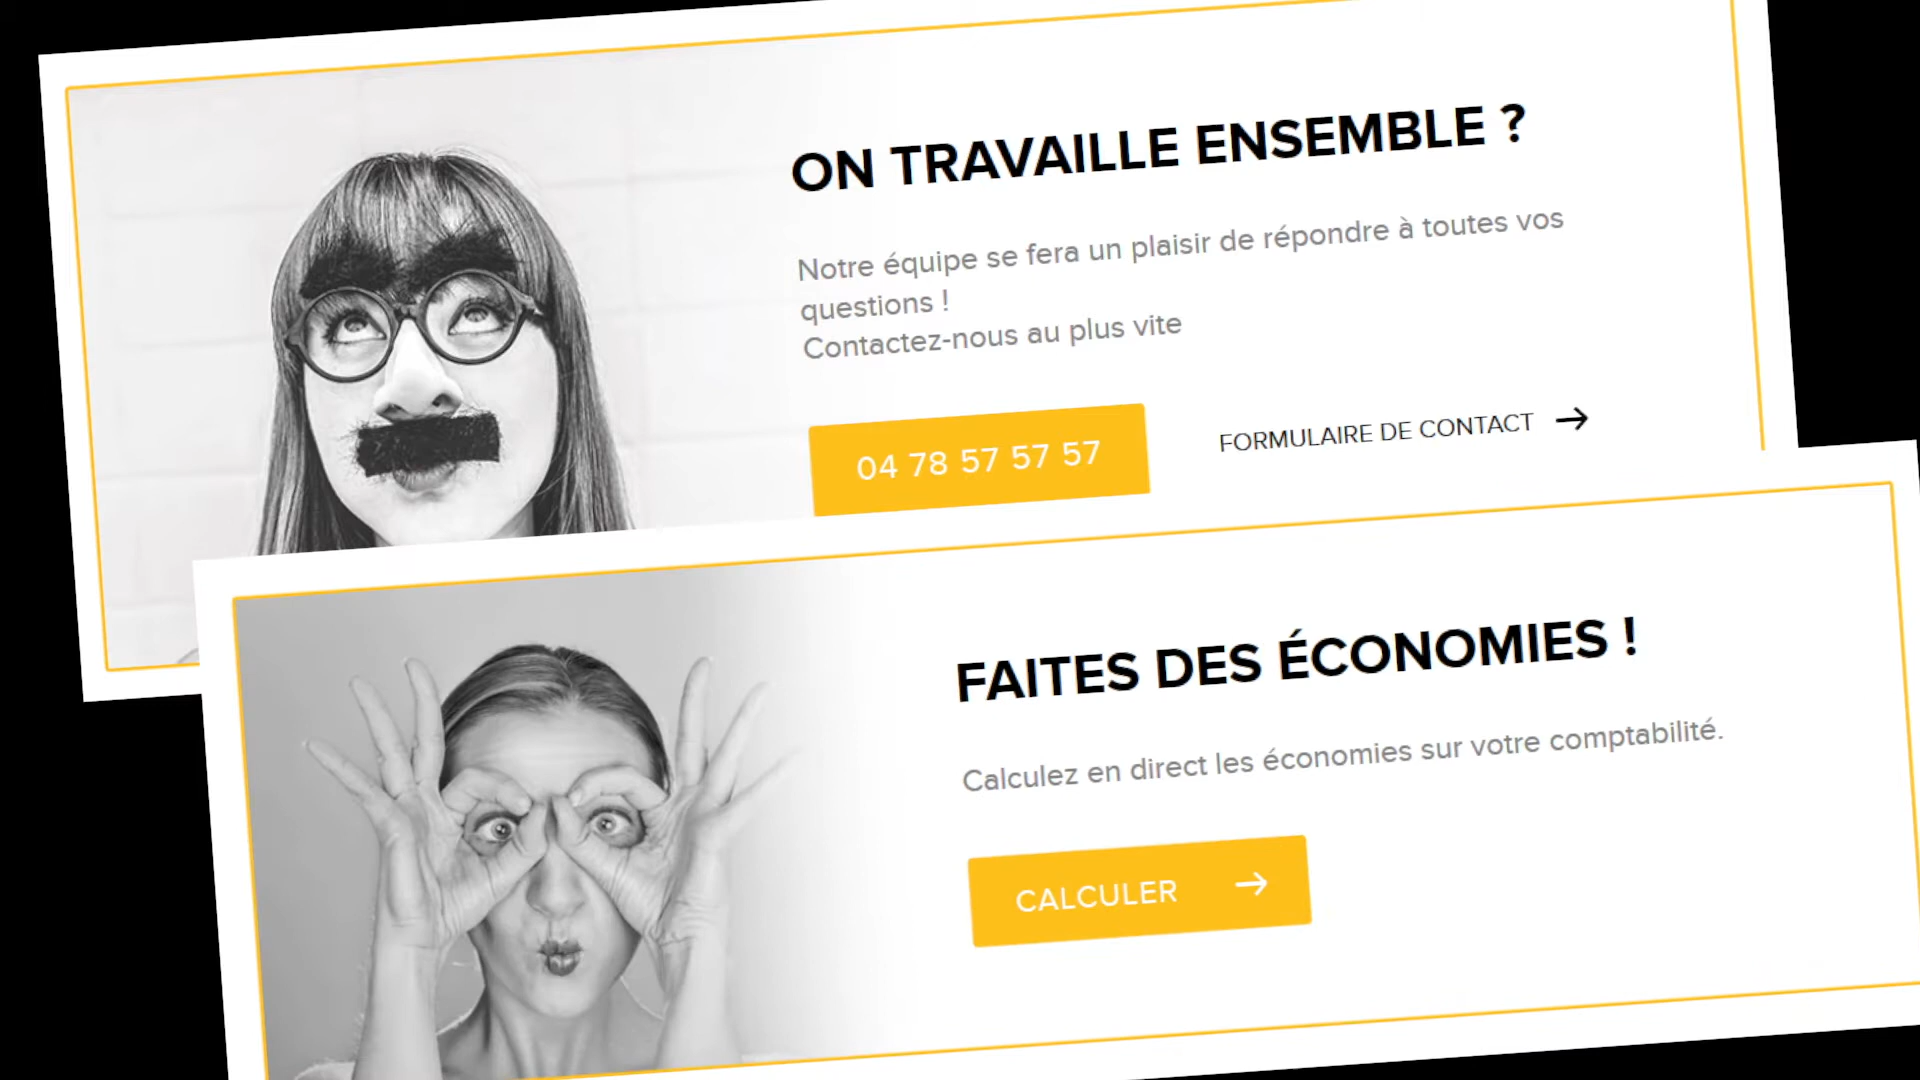 ON TRAVAILLE ENSEMBLE ?
Notre équipe se fera un plaisir de répondre à toutes vos
questions !
Contactez-nous au plus vite
04 78 57 57 57
FORMULAIRE DE CONTACT
FAITES DES ÉCONOMIES !
Calculez en direct les économies sur votre comptabilité.
CALCULER